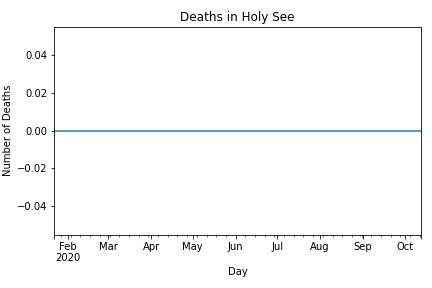 Deaths in Holy See
0.04
0.02
0.00
−0.02
−0.04
Number of Deaths
Feb Mar Apr May Jun Jul Aug Sep Oct
2020
Day